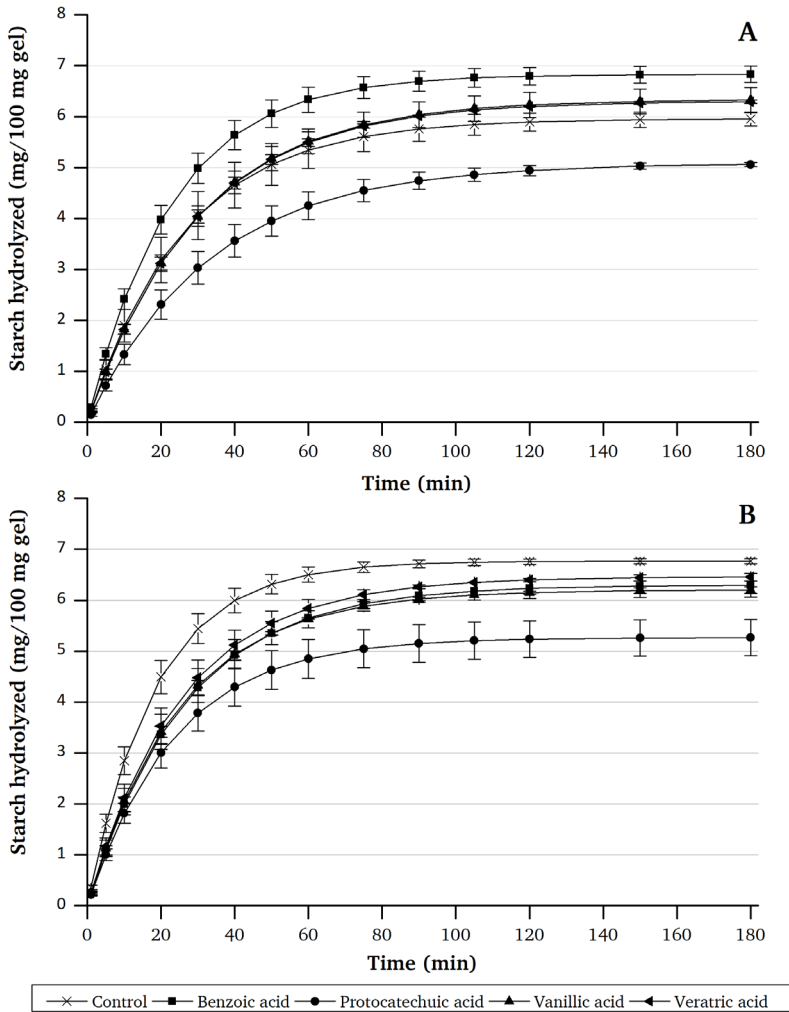 A
Starch hydrolyzed (mg/100 mg gel)
8
7
6
5
4
3
2
1
0
0 20 40 60 80 100 120 140 160 180
Time (min)
B
Starch hydrolyzed (mg/100 mg gel)
8
7
6
5
4
3
2
1
0
0 20 40 60 80 100 120 140 160 180
Time (min)
Control Benzoic acid Protocatechuic acid Vanillic acid Veratric acid